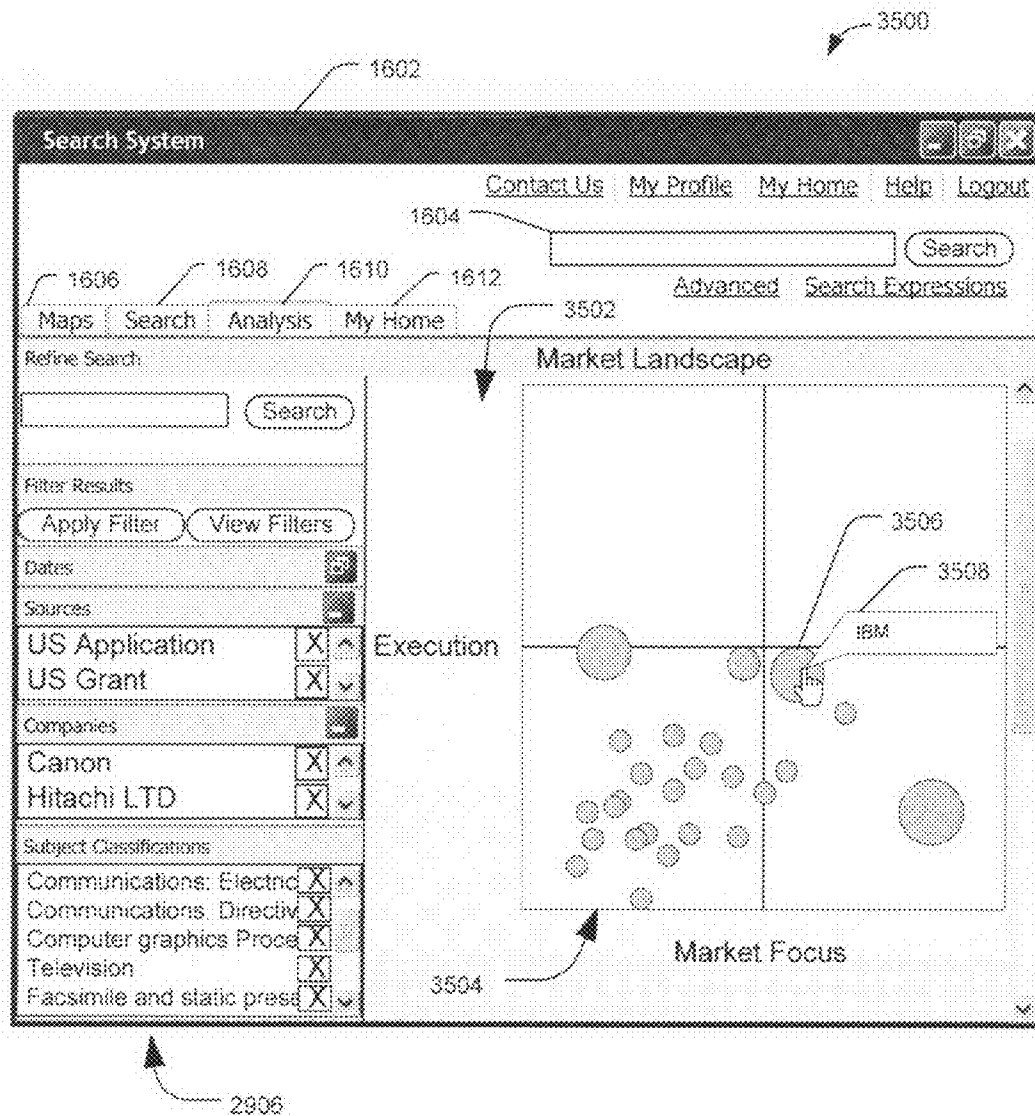 3500
1602
Search System
Contact Us My Profile My Home Help Logout
1604
Search
1606 1608 1610 1612
Advanced Search Expressions
Maps Search Analysis My Home
3502
Refine Search
Market Landscape
Search
Filter Results
Apply Filter View Filters
3506
Dates
3508
Sources
US Application X
Execution
IBM
US Grant X
Companies
Canon X
Hitachi LTD X
Subject Classifications
Communications: Electric X
Communications: Directiv X
Computer graphics Proce X
Television X
Facsimile and static prese X
Market Focus
3504
2906